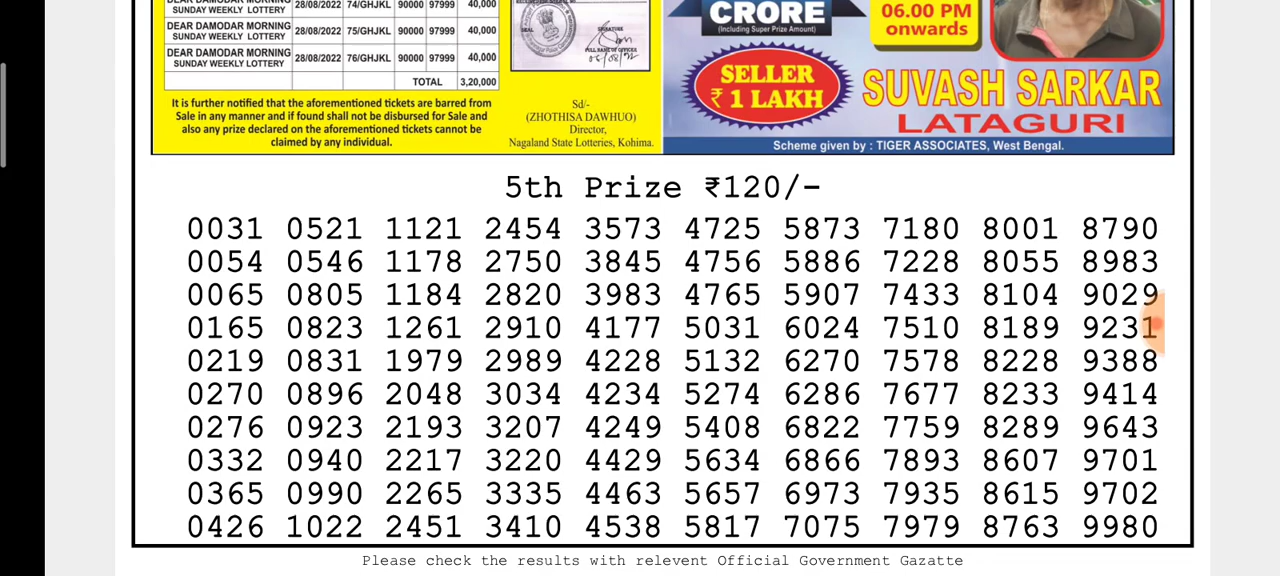 DEAR DAMODAR MORNING
SUNDAY WEEKLY LOTTERY 28/08/2022 74/GHJKL 90000 97999 40,000
DEAR DAMODAR MORNING
SUNDAY WEEKLY LOTTERY 28/08/2022 75/GHJKL 90000 97999 40,000
DEAR DAMODAR MORNING
SUNDAY WEEKLY LOTTERY 28/08/2022 76/GHJKL 90000 97999 40,000
TOTAL 3,20,000
It is further notified that the aforementioned tickets are barred from
Sale in any manner and if found shall not be disbursed for Sale and
also any prize declared on the aforementioned tickets cannot be
claimed by any individual.
SEAL
SIGNATURE
FULL NAME OF OFFICER
Sd/-
(ZHOTHISA DAWHUO)
Director,
Nagaland State Lotteries, Kohima.
CRORE
(Including Super Prize Amount)
06.00 PM
onwards
SELLER
₹ 1 LAKH
SUVASH SARKAR
LATAGURI
Scheme given by : TIGER ASSOCIATES, West Bengal.
5th Prize ₹120/-
0031 0521 1121 2454 3573 4725 5873 7180 8001 8790
0054 0546 1178 2750 3845 4756 5886 7228 8055 8983
0065 0805 1184 2820 3983 4765 5907 7433 8104 9029
0165 0823 1261 2910 4177 5031 6024 7510 8189 9231
0219 0831 1979 2989 4228 5132 6270 7578 8228 9388
0270 0896 2048 3034 4234 5274 6286 7677 8233 9414
0276 0923 2193 3207 4249 5408 6822 7759 8289 9643
0332 0940 2217 3220 4429 5634 6866 7893 8607 9701
0365 0990 2265 3335 4463 5657 6973 7935 8615 9702
0426 1022 2451 3410 4538 5817 7075 7979 8763 9980
Please check the results with relevent Official Government Gazatte